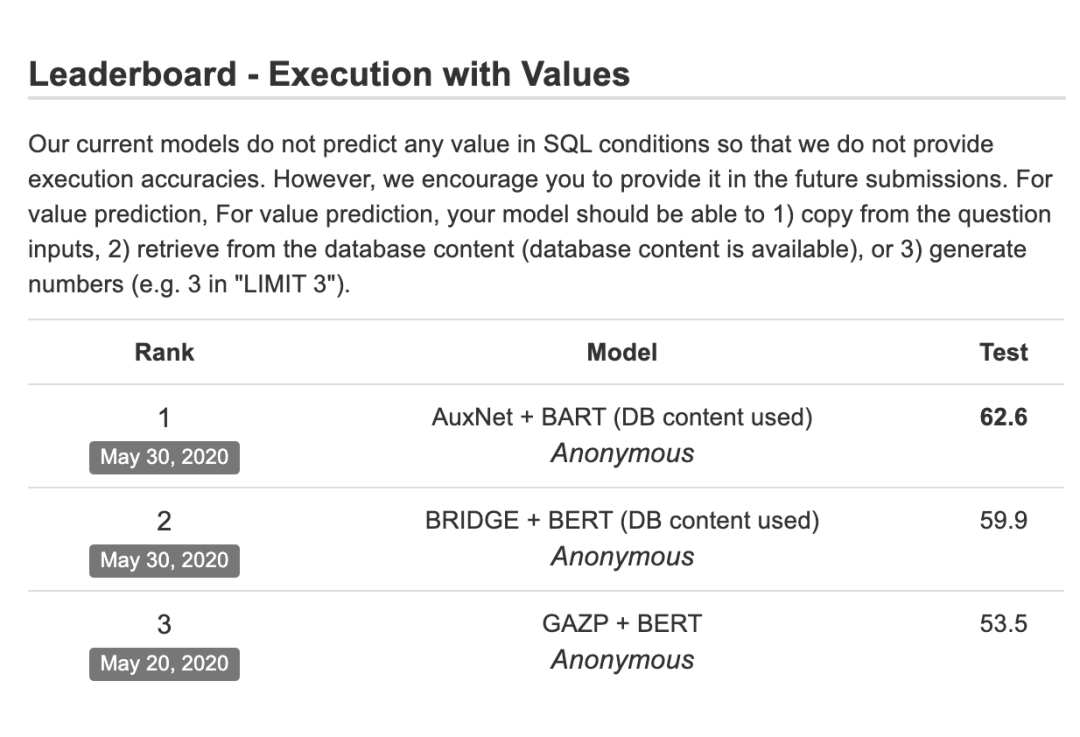 Leaderboard - Execution with Values
Our current models do not predict any value in SQL conditions so that we do not provide
execution accuracies. However, we encourage you to provide it in the future submissions. For
value prediction, For value prediction, your model should be able to 1) copy from the question
inputs, 2) retrieve from the database content (database content is available), or 3) generate
numbers (e.g. 3 in "LIMIT 3").
Rank Model Test
1 AuxNet + BART (DB content used) 62.6
May 30, 2020 Anonymous
2 BRIDGE + BERT (DB content used) 59.9
May 30, 2020 Anonymous
3 GAZP + BERT 53.5
May 20, 2020 Anonymous